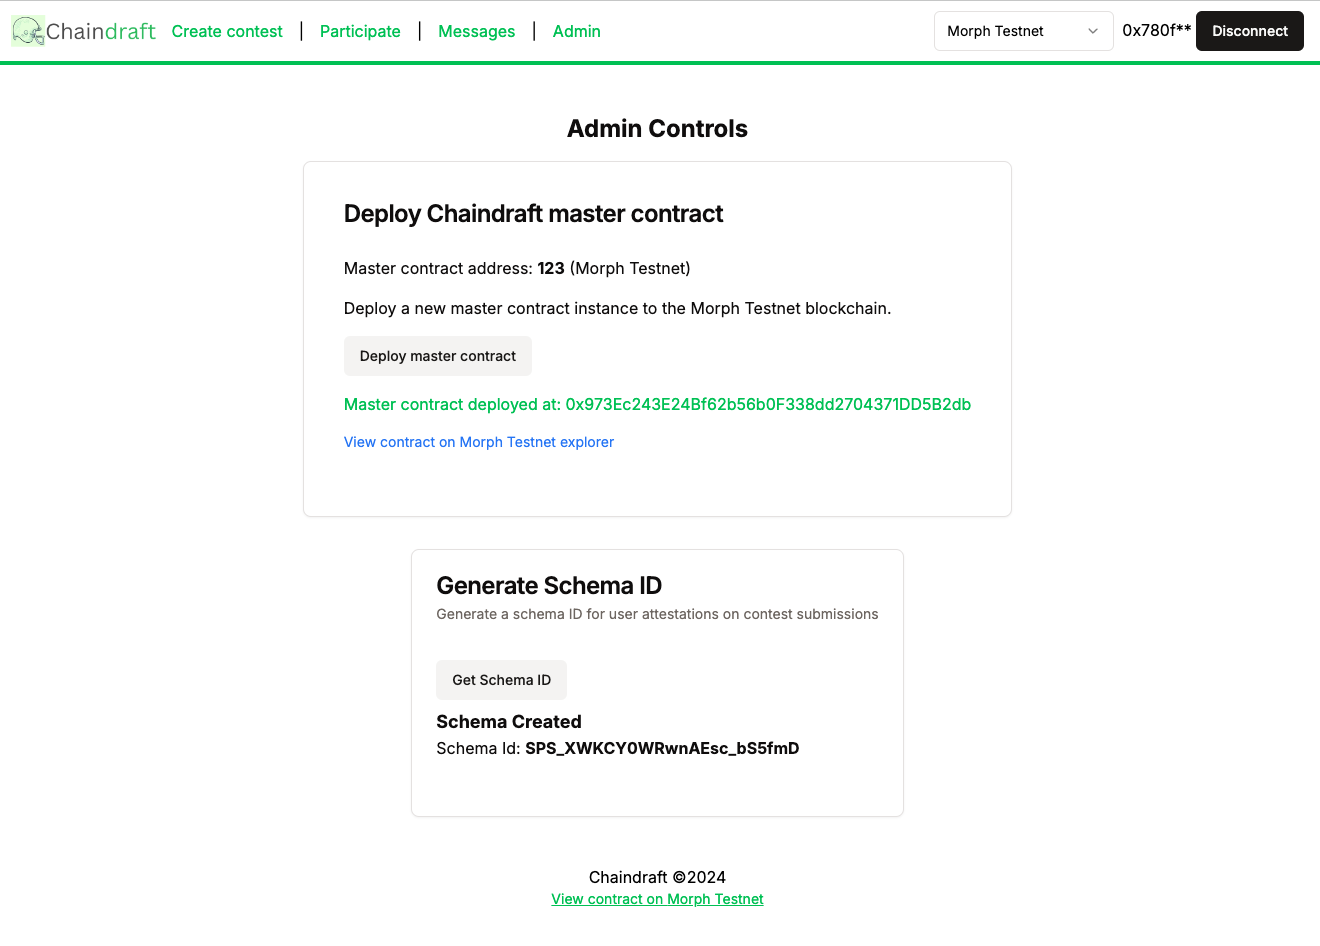 Chaindraft Create contest | Participate | Messages | Admin Morph Testnet 0x780f** Disconnect
Admin Controls
Deploy Chaindraft master contract
Master contract address: 123 (Morph Testnet)
Deploy a new master contract instance to the Morph Testnet blockchain.
Deploy master contract
Master contract deployed at: 0x973Ec243E24Bf62b56b0F338dd2704371DD5B2db
View contract on Morph Testnet explorer
Generate Schema ID
Generate a schema ID for user attestations on contest submissions
Get Schema ID
Schema Created
Schema Id: SPS_XWKCY0WRwnAEsc_bS5fmD
Chaindraft ©2024
View contract on Morph Testnet